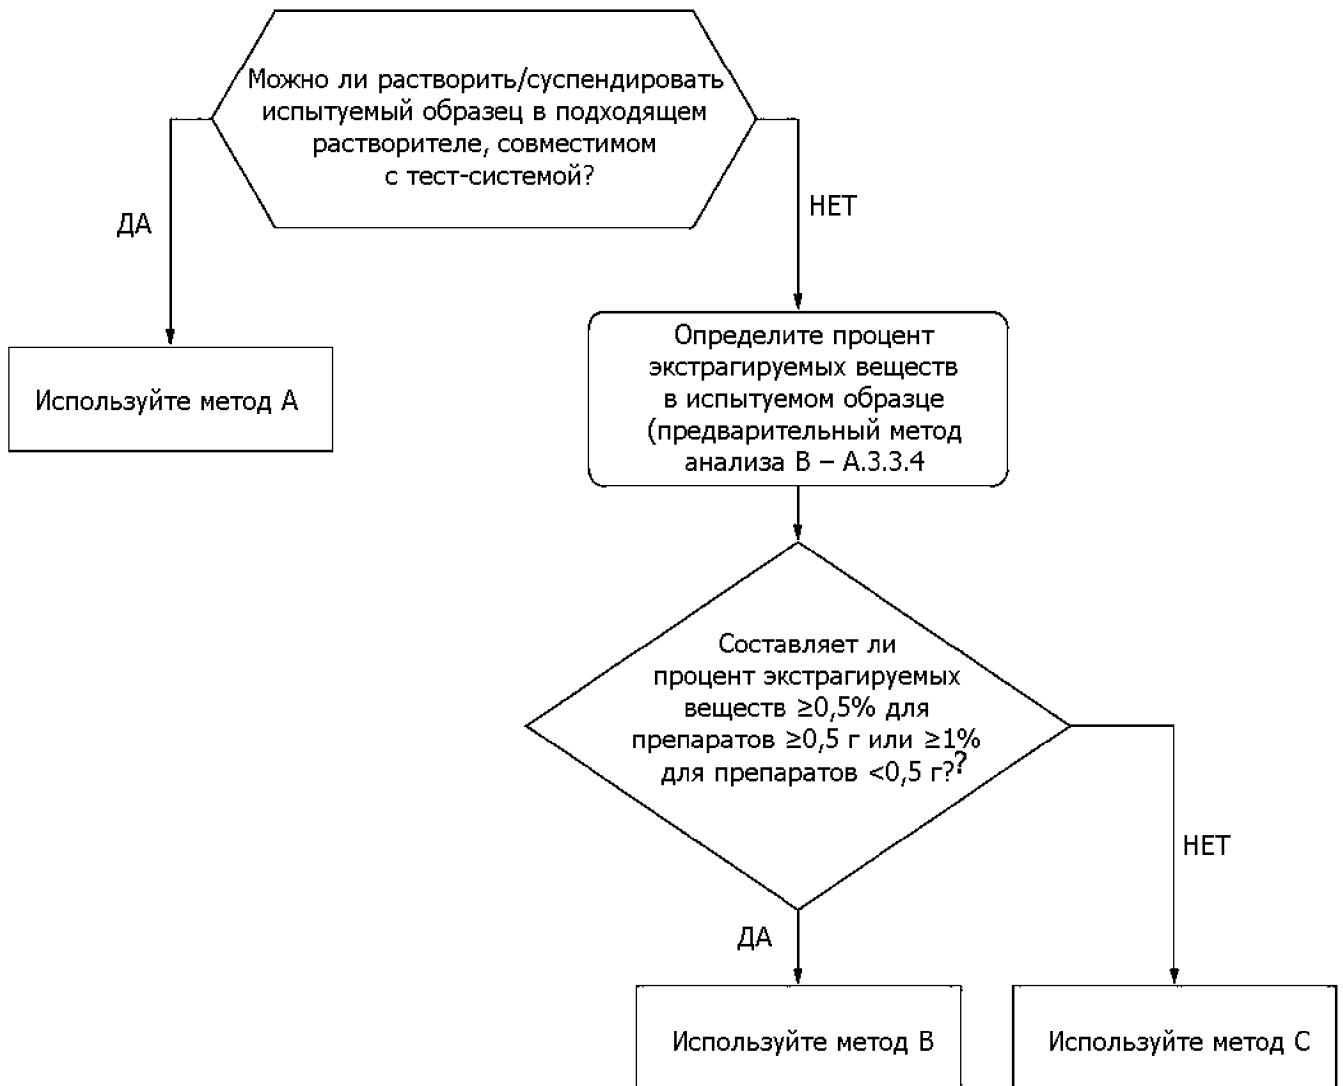 Можно ли растворить/суспендировать
испытуемый образец в подходящем
растворителе, совместимом
с тест-системой?
ДА
НЕТ
Используйте метод А
Определите процент
экстрагируемых веществ
в испытуемом образце
(предварительный метод
анализа В – А.3.3.4
Составляет ли
процент экстрагируемых
веществ ≥0,5% для
препаратов ≥0,5 г или ≥1%
для препаратов <0,5 г??
НЕТ
ДА
Используйте метод В
Используйте метод С